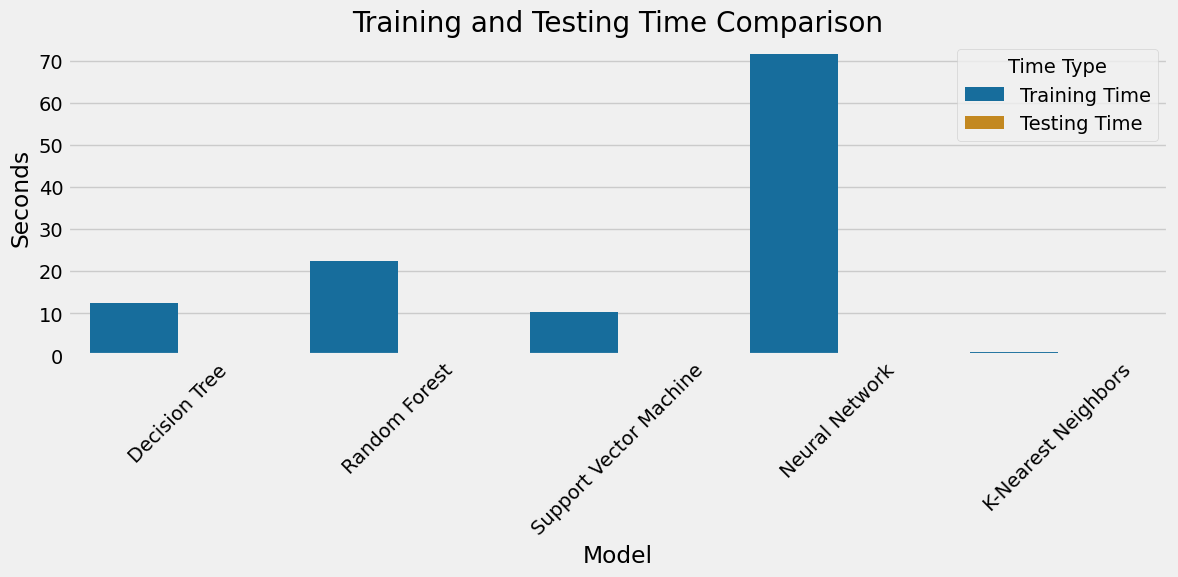 Training and Testing Time Comparison
Time Type
Training Time
Testing Time
Seconds
70
60
50
40
30
20
10
0
Decision Tree
Random Forest
Support Vector Machine
Neural Network
K-Nearest Neighbors
Model